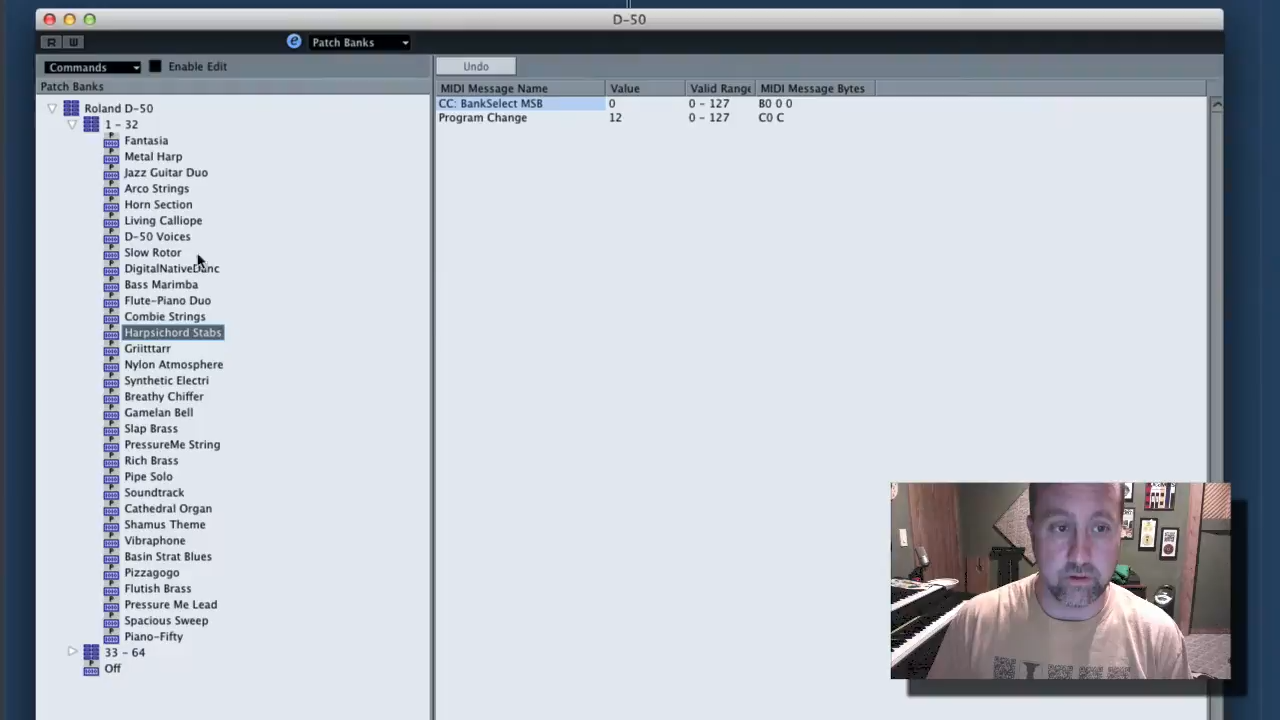 D-50
R W Patch Banks
Commands Enable Edit Undo
Patch Banks
MIDI Message Name Value Valid Range MIDI Message Bytes
CC: BankSelect MSB 0 0 - 127 B0 0 0
Program Change 12 0 - 127 C0 C
Roland D-50
1 - 32
Fantasia
Metal Harp
Jazz Guitar Duo
Arco Strings
Horn Section
Living Calliope
D-50 Voices
Slow Rotor
DigitalNativeDanc
Bass Marimba
Flute-Piano Duo
Combie Strings
Harpsichord Stabs
Griitttarr
Nylon Atmosphere
Synthetic Electri
Breathy Chiffer
Gamelan Bell
Slap Brass
PressureMe String
Rich Brass
Pipe Solo
Soundtrack
Cathedral Organ
Shamus Theme
Vibraphone
Basin Strat Blues
Pizzagogo
Flutish Brass
Pressure Me Lead
Spacious Sweep
Piano-Fifty
33 - 64
Off